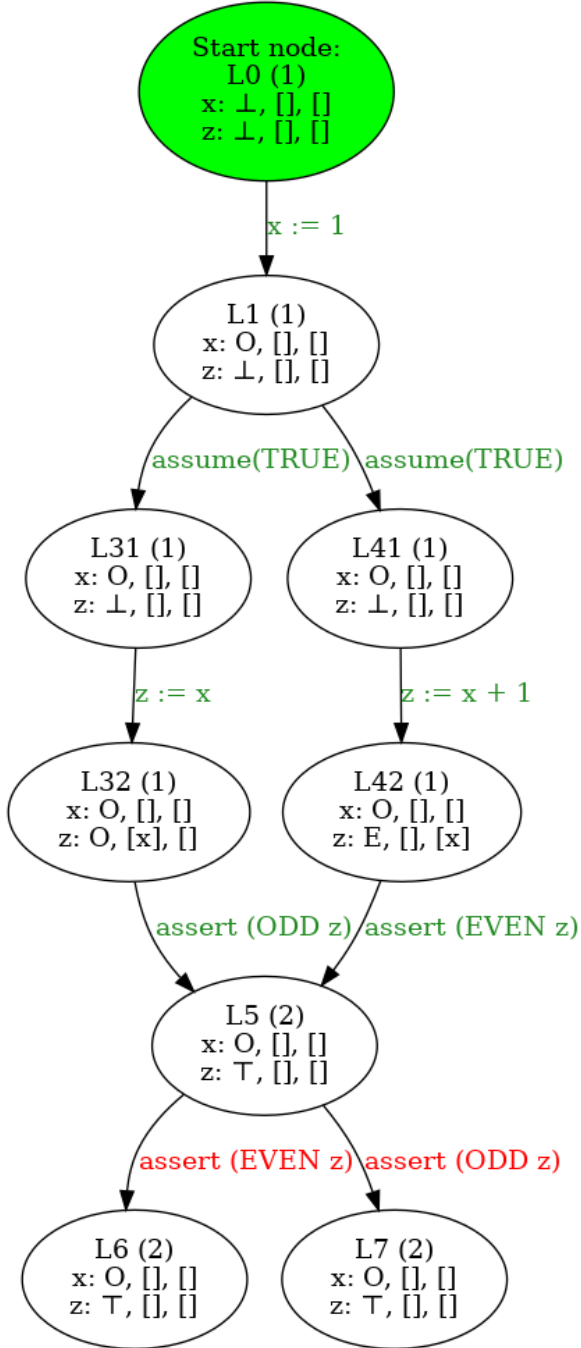 Start node:
L0 (1)
x: ⊥, [], []
z: ⊥, [], []
x := 1
L1 (1)
x: O, [], []
z: ⊥, [], []
assume(TRUE)
assume(TRUE)
L31 (1)
x: O, [], []
z: ⊥, [], []
L41 (1)
x: O, [], []
z: ⊥, [], []
z := x
z := x + 1
L32 (1)
x: O, [], []
z: O, [x], []
L42 (1)
x: O, [], []
z: E, [], [x]
assert (ODD z)
assert (EVEN z)
L5 (2)
x: O, [], []
z: ⊤, [], []
assert (EVEN z)
assert (ODD z)
L6 (2)
x: O, [], []
z: ⊤, [], []
L7 (2)
x: O, [], []
z: ⊤, [], []